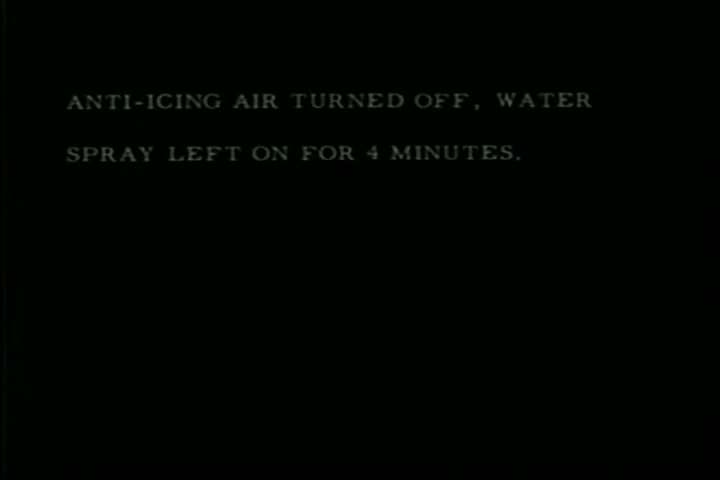 ANTI-ICING AIR TURNED OFF, WATER
SPRAY LEFT ON FOR 4 MINUTES.